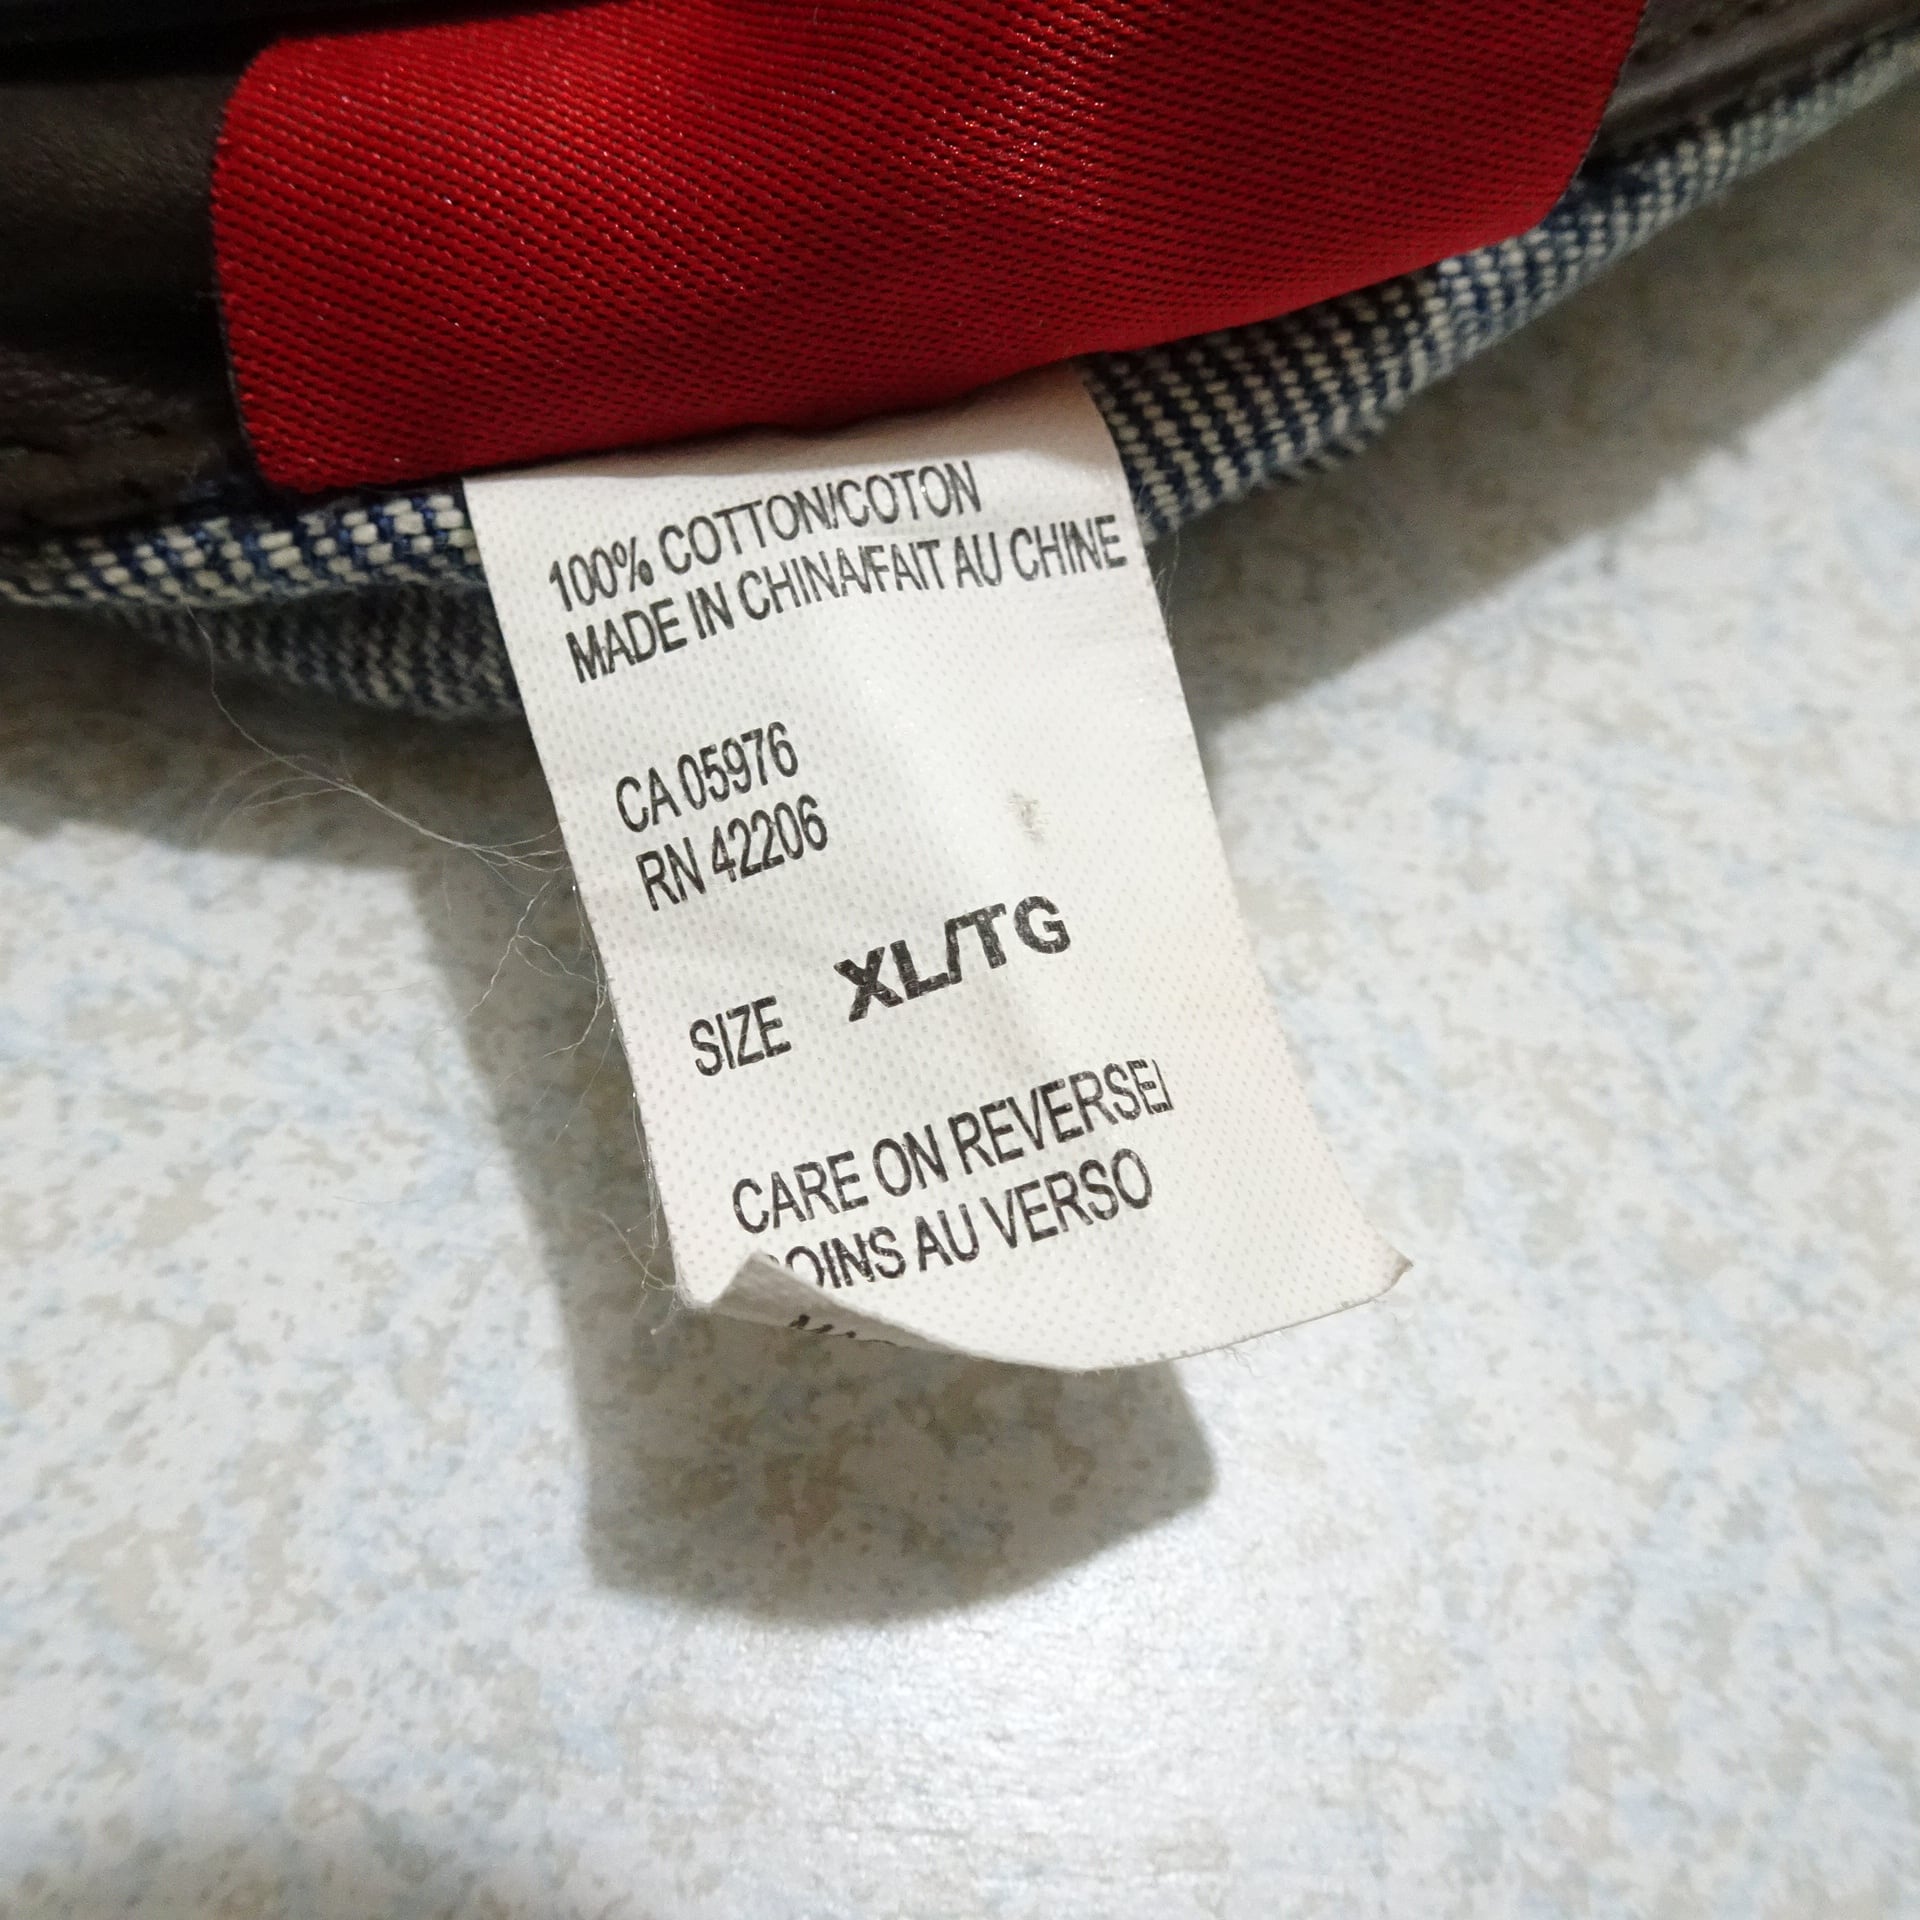 100% COTTON/COTON
MADE IN CHINA/FAIT AU CHINE
CA 05976
RN 42206
SIZE XL/TG
CARE ON REVERSE/
SOINS AU VERSO